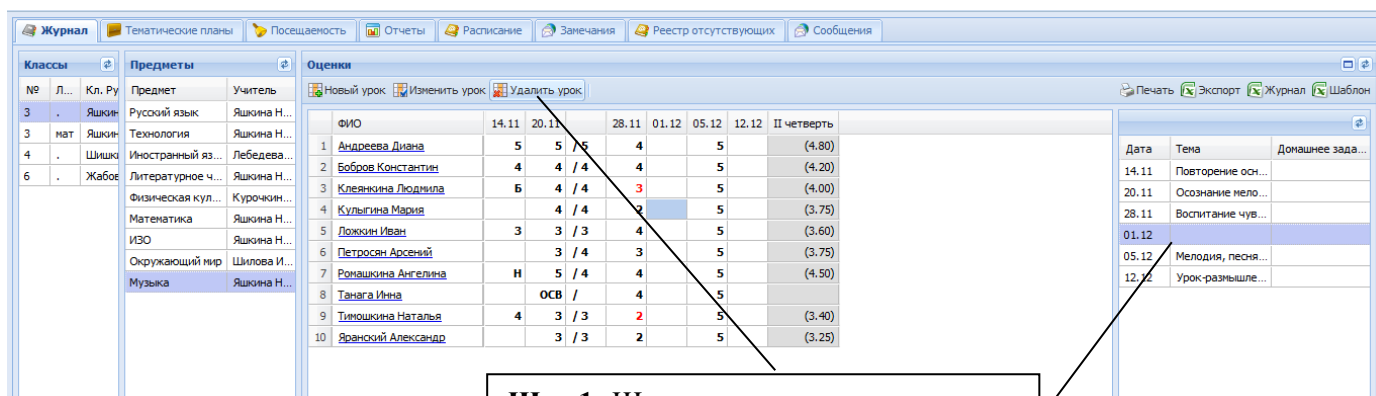 Журнал Тематические планы Посещаемость Отчеты Расписание Замечания Реестр отсутствующих Сообщения
Классы Предметы Оценки
Новый урок Изменить урок Удалить урок Печать Экспорт Журнал Шаблон
№ Л... Кл. Ру Предмет Учитель
3 . Яшкин Русский язык Яшкина Н...
3 мат Яшкин Технология Яшкина Н...
4 . Шишки Иностранный яз... Лебедева...
6 . Жабов Литературное ч... Яшкина Н...
Физическая кул... Курочкин...
Математика Яшкина Н...
ИЗО Яшкина Н...
Окружающий мир Шилова И...
Музыка Яшкина Н...
ФИО 14.11 20.11 28.11 01.12 05.12 12.12 II четверть
1 Андреева Диана 5 5 / 5 4 5 (4.80)
2 Бобров Константин 4 4 / 4 4 5 (4.20)
3 Клеянкина Людмила Б 4 / 4 3 5 (4.00)
4 Кулыгина Мария 4 / 4 2 5 (3.75)
5 Ложкин Иван 3 3 / 3 4 5 (3.60)
6 Петросян Арсений 3 / 4 3 5 (3.75)
7 Ромашкина Ангелина Н 5 / 4 4 5 (4.50)
8 Танага Инна ОСВ / 4 5
9 Тимошкина Наталья 4 3 / 3 2 5 (3.40)
10 Яранский Александр 3 / 3 2 5 (3.25)
Дата Тема Домашнее зада...
14.11 Повторение осн...
20.11 Осознание мело...
28.11 Воспитание чув...
01.12
05.12 Мелодия, песня...
12.12 Урок-размышле...